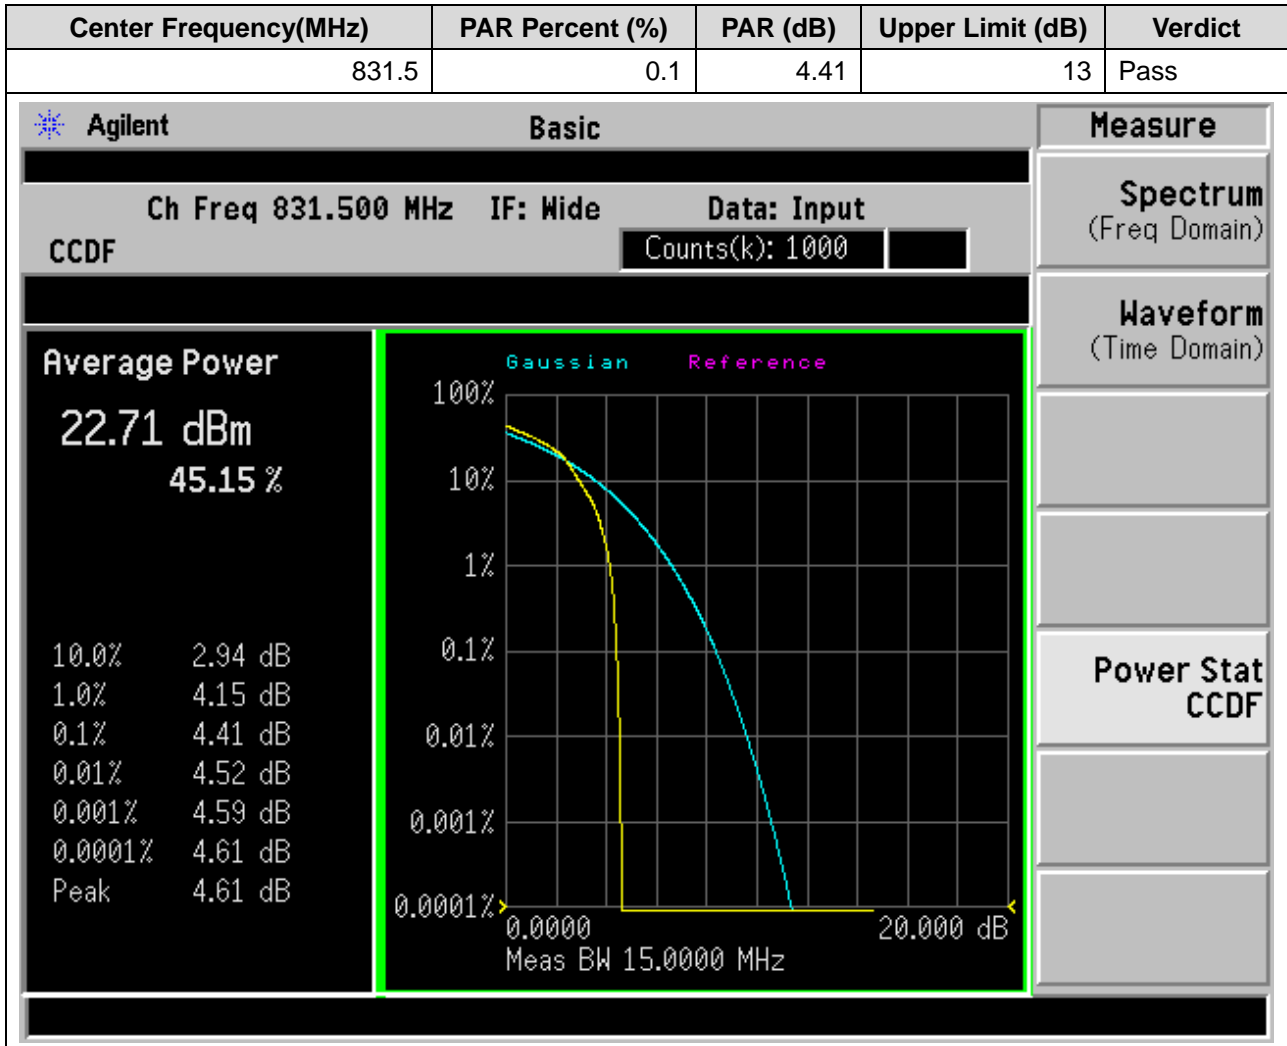 Center Frequency(MHz) PAR Percent (%) PAR (dB) Upper Limit (dB) Verdict
831.5 0.1 4.41 13 Pass
Agilent Basic Measure
Ch Freq 831.500 MHz IF: Wide Data: Input
CCDF Counts(k): 1000
Spectrum
(Freq Domain)
Waveform
(Time Domain)
Power Stat
CCDF
Average Power
22.71 dBm
45.15 %
10.0% 2.94 dB
1.0% 4.15 dB
0.1% 4.41 dB
0.01% 4.52 dB
0.001% 4.59 dB
0.0001% 4.61 dB
Peak 4.61 dB
Gaussian Reference
100%
10%
1%
0.1%
0.01%
0.001%
0.0001%
0.0000 20.000 dB
Meas BW 15.0000 MHz